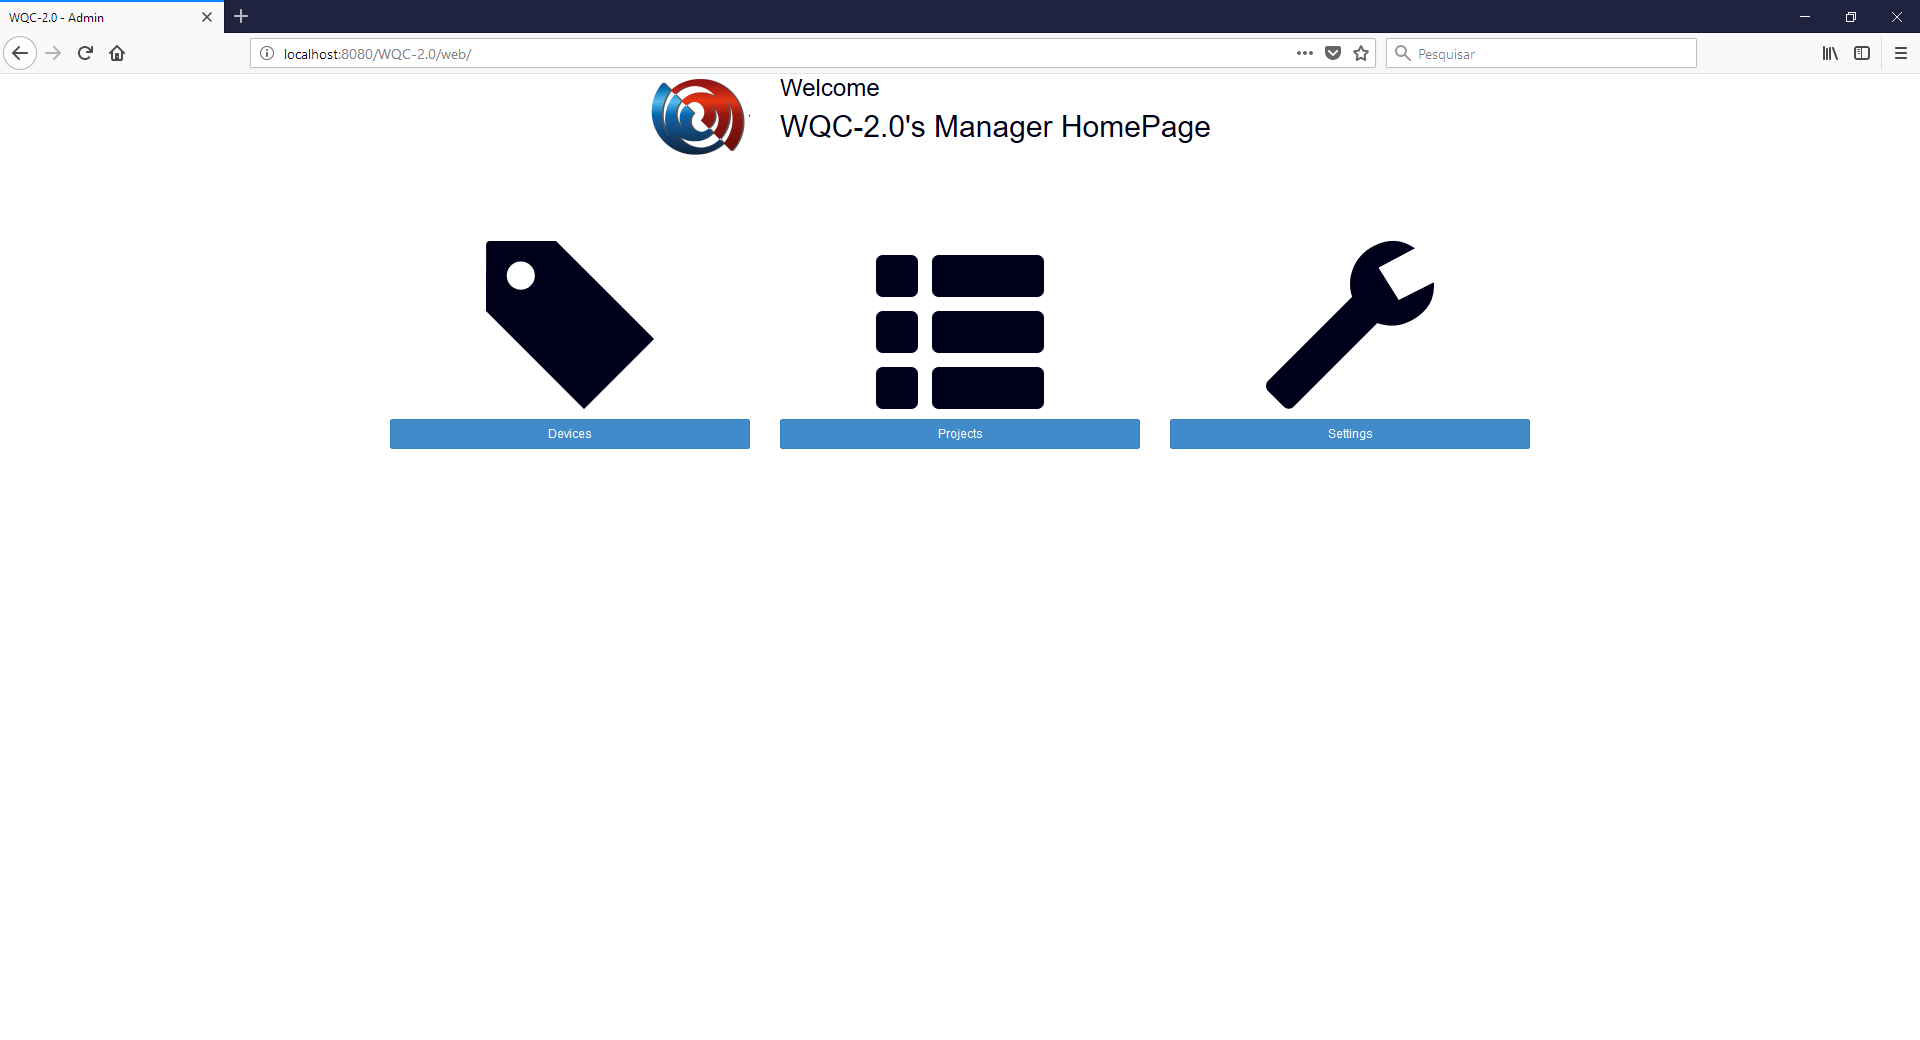 WQC-2.0 - Admin
localhost:8080/WQC-2.0/web/
Pesquisar
Welcome
WQC-2.0's Manager HomePage
Devices
Projects
Settings